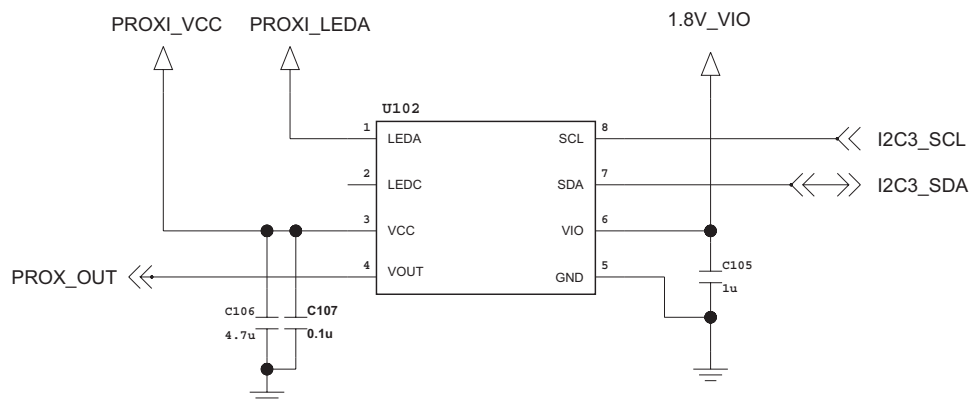 PROXI_VCC PROXI_LEDA 1.8V_VIO
U102
1 LEDA SCL 8 I2C3_SCL
2 LEDC SDA 7 I2C3_SDA
3 VCC VIO 6
PROX_OUT 4 VOUT GND 5
C105
1u
C106 C107
4.7u 0.1u